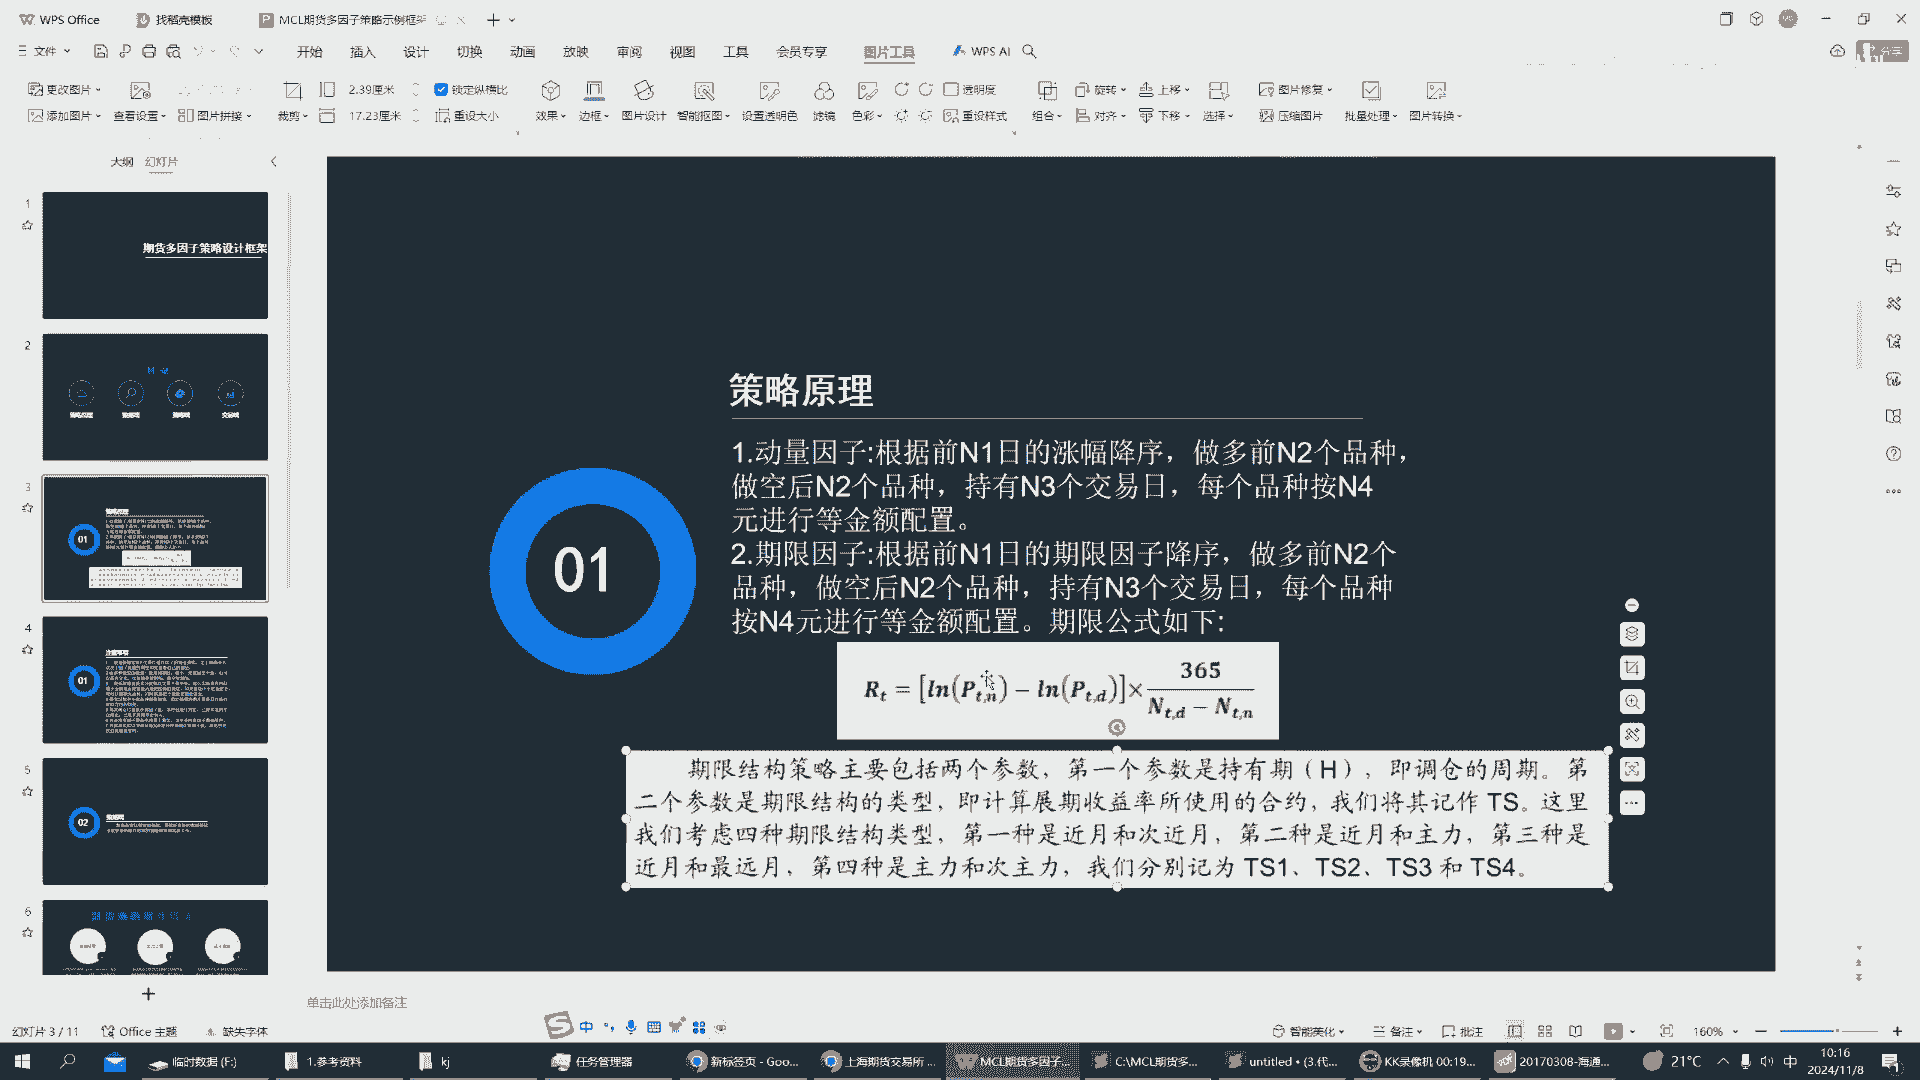 WPS Office
找稻壳模板
MCL期货多因子策略示例框架
文件
开始
插入
设计
切换
动画
放映
审阅
视图
工具
会员专享
图片工具
WPS AI
分享
更改图片
2.39厘米
锁定纵横比
透明度
旋转
上移
图片修复
添加图片
查看设置
图片拼接
裁剪
17.23厘米
重设大小
效果
边框
图片设计
智能抠图
设置透明色
滤镜
色彩
重设样式
组合
对齐
下移
选择
压缩图片
批量处理
图片转换
大纲
幻灯片
1
期货多因子策略设计框架
2
3
01
4
01
5
02
6
策略原理
01
1.动量因子:根据前N1日的涨幅降序，做多前N2个品种，
做空后N2个品种，持有N3个交易日，每个品种按N4
元进行等金额配置。
2.期限因子:根据前N1日的期限因子降序，做多前N2个
品种，做空后N2个品种，持有N3个交易日，每个品种
按N4元进行等金额配置。期限公式如下:
R_t = [ln(P_{t,n}) − ln(P_{t,d})] × 365 / (N_{t,d} − N_{t,n})
期限结构策略主要包括两个参数，第一个参数是持有期（H），即调仓的周期。第
二个参数是期限结构的类型，即计算展期收益率所使用的合约，我们将其记作 TS。这里
我们考虑四种期限结构类型，第一种是近月和次近月，第二种是近月和主力，第三种是
近月和最远月，第四种是主力和次主力，我们分别记为 TS1、TS2、TS3 和 TS4。
单击此处添加备注
幻灯片 3 / 11
Office 主题
缺失字体
中
智能美化
备注
批注
160%
临时数据 (F:)
1.参考资料
kj
任务管理器
新标签页 - Goo...
上海期货交易所 ...
MCL期货多因子...
C:\MCL期货多...
untitled • (3.代...
KK录像机 00:19...
20170308-海通...
21°C
中
10:16
2024/11/8